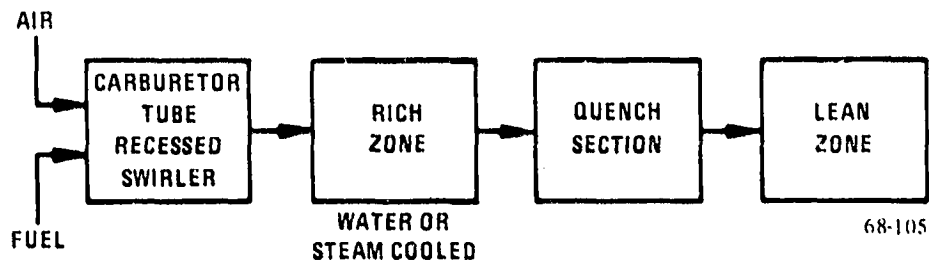 AIR
CARBURETOR
TUBE
RECESSED
SWIRLER
FUEL
RICH
ZONE
WATER OR
STEAM COOLED
QUENCH
SECTION
LEAN
ZONE
68-105